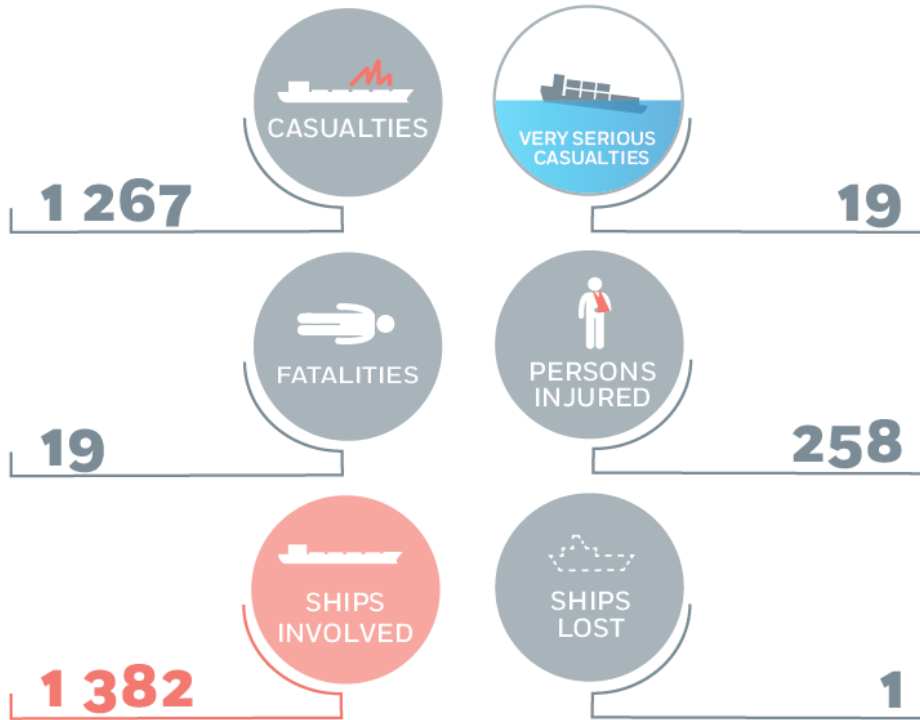 CASUALTIES
1 267
VERY SERIOUS
CASUALTIES
19
FATALITIES
19
PERSONS
INJURED
258
SHIPS
INVOLVED
1 382
SHIPS
LOST
1